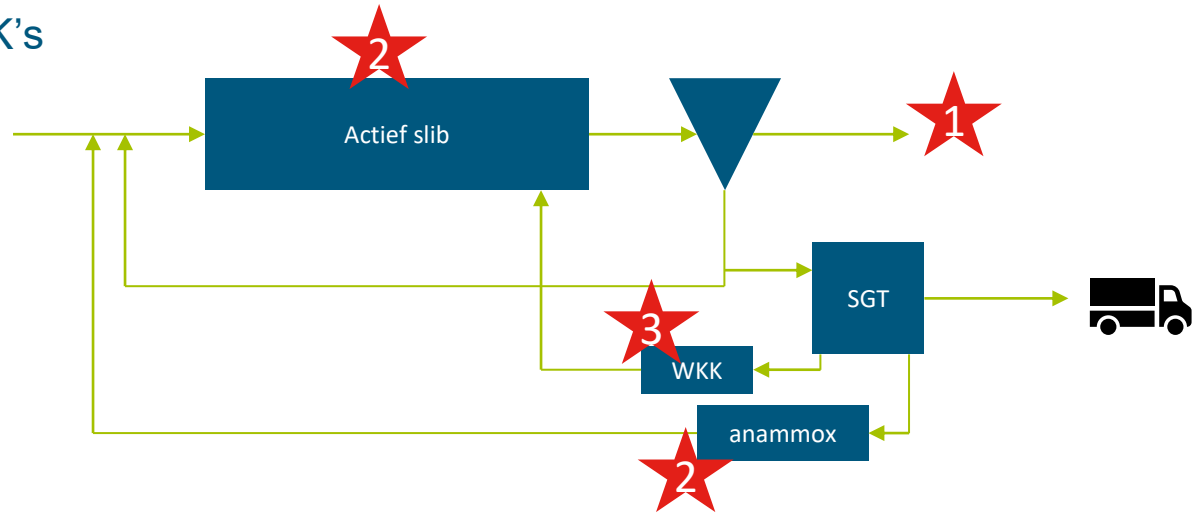 K's
2
Actief slib
1
SGT
3
WKK
anammox
2